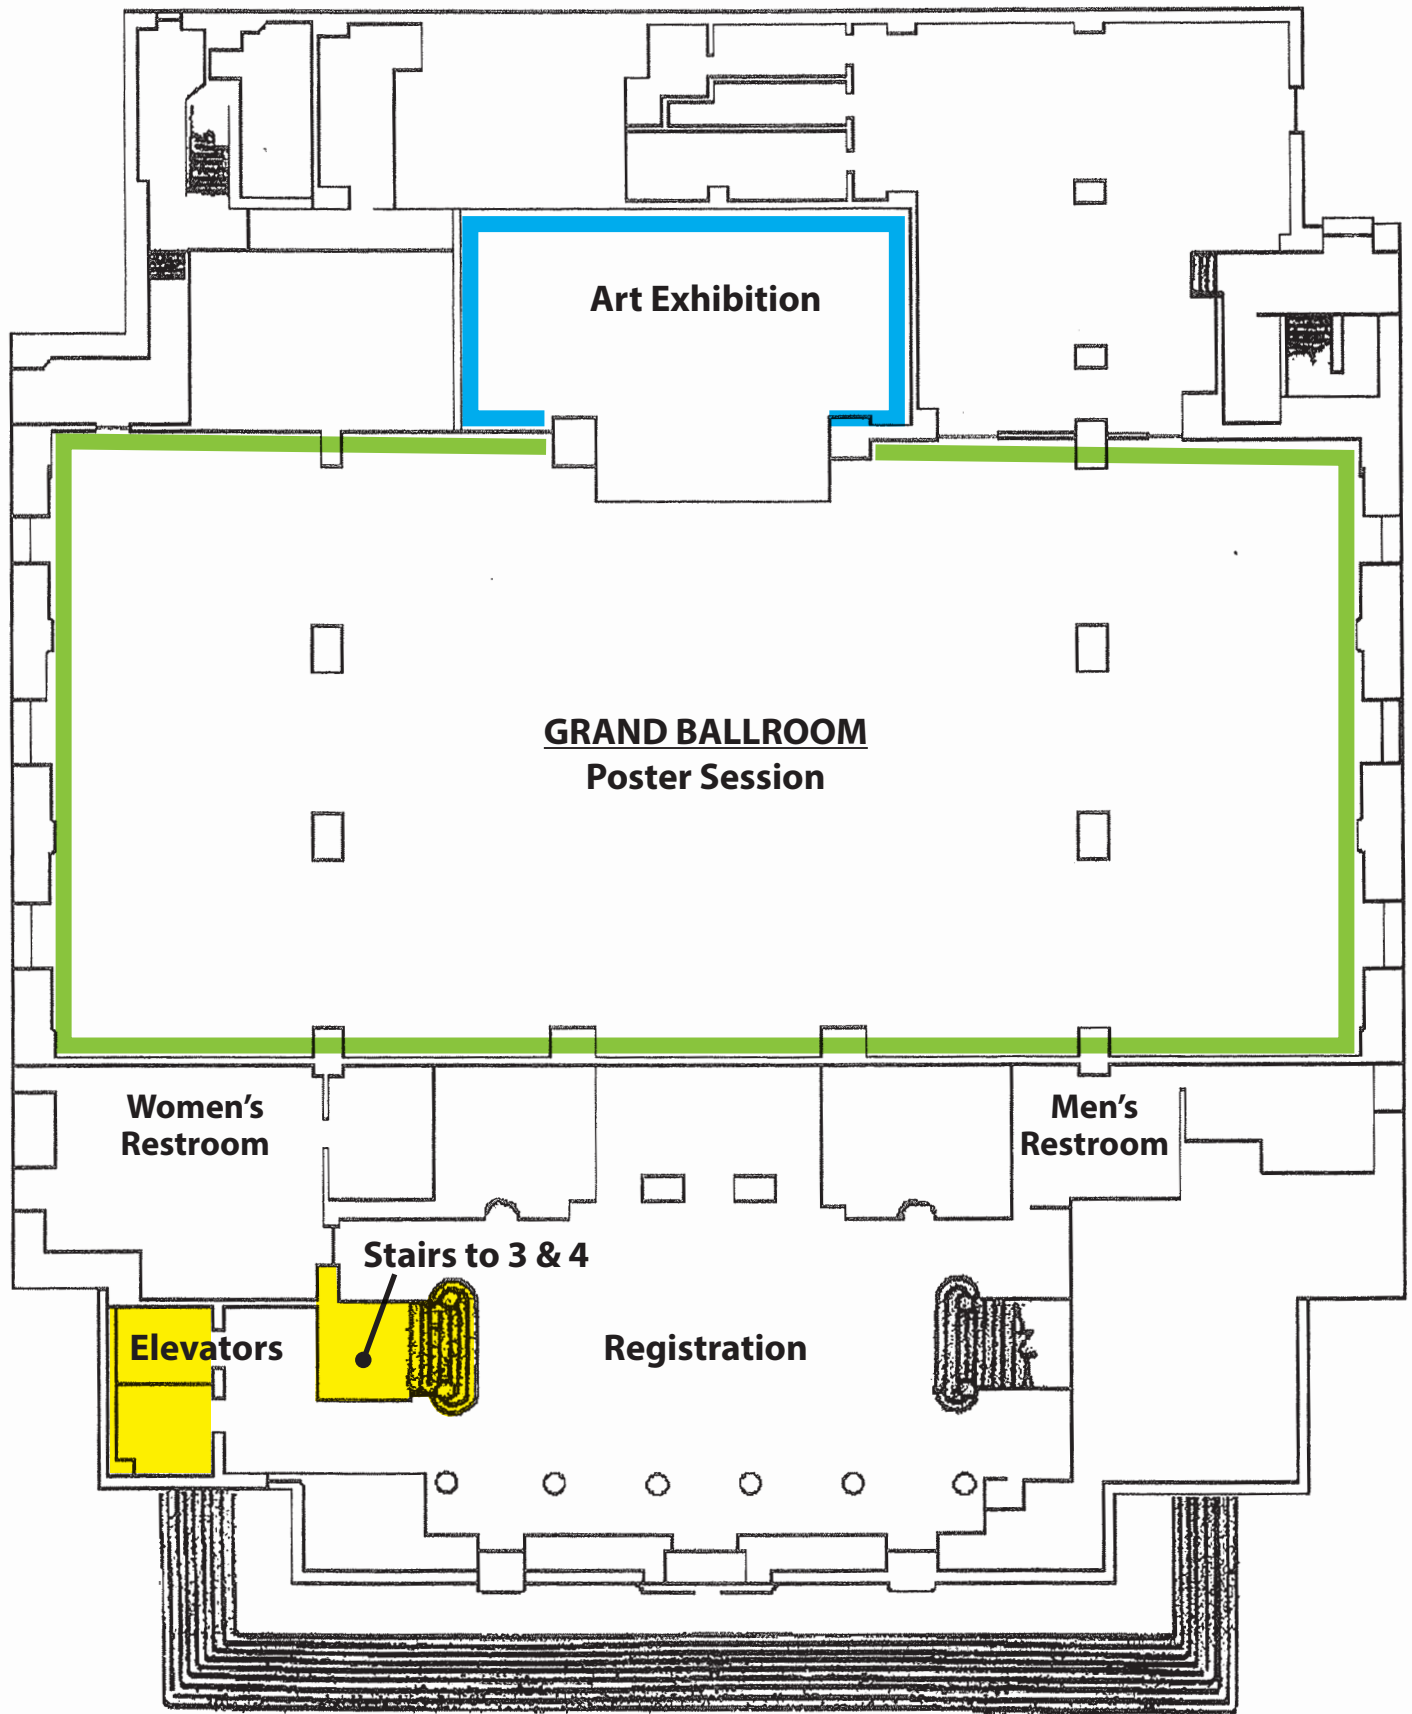 Art Exhibition
GRAND BALLROOM
Poster Session
Women’s
Restroom
Men’s
Restroom
Stairs to 3 & 4
Elevators
Registration